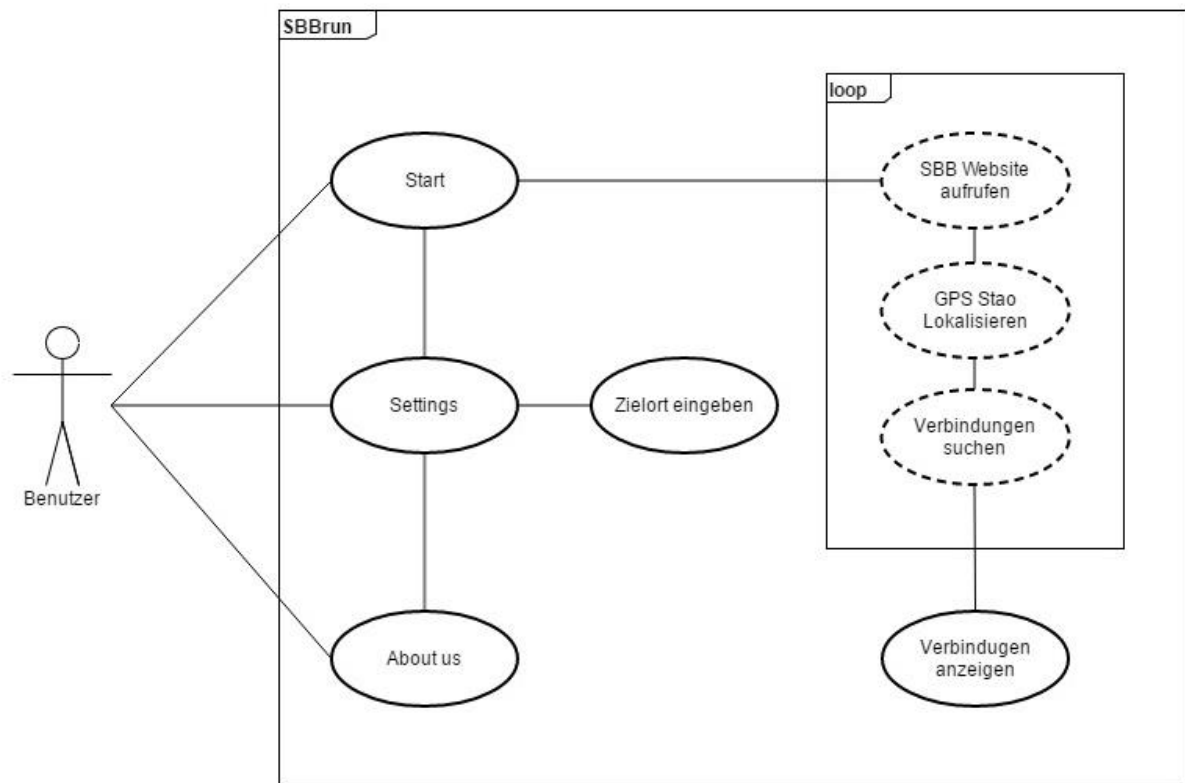 SBBrun
loop
Start
SBB Website
aufrufen
GPS Stao
Lokalisieren
Settings
Zielort eingeben
Verbindungen
suchen
Benutzer
About us
Verbindugen
anzeigen